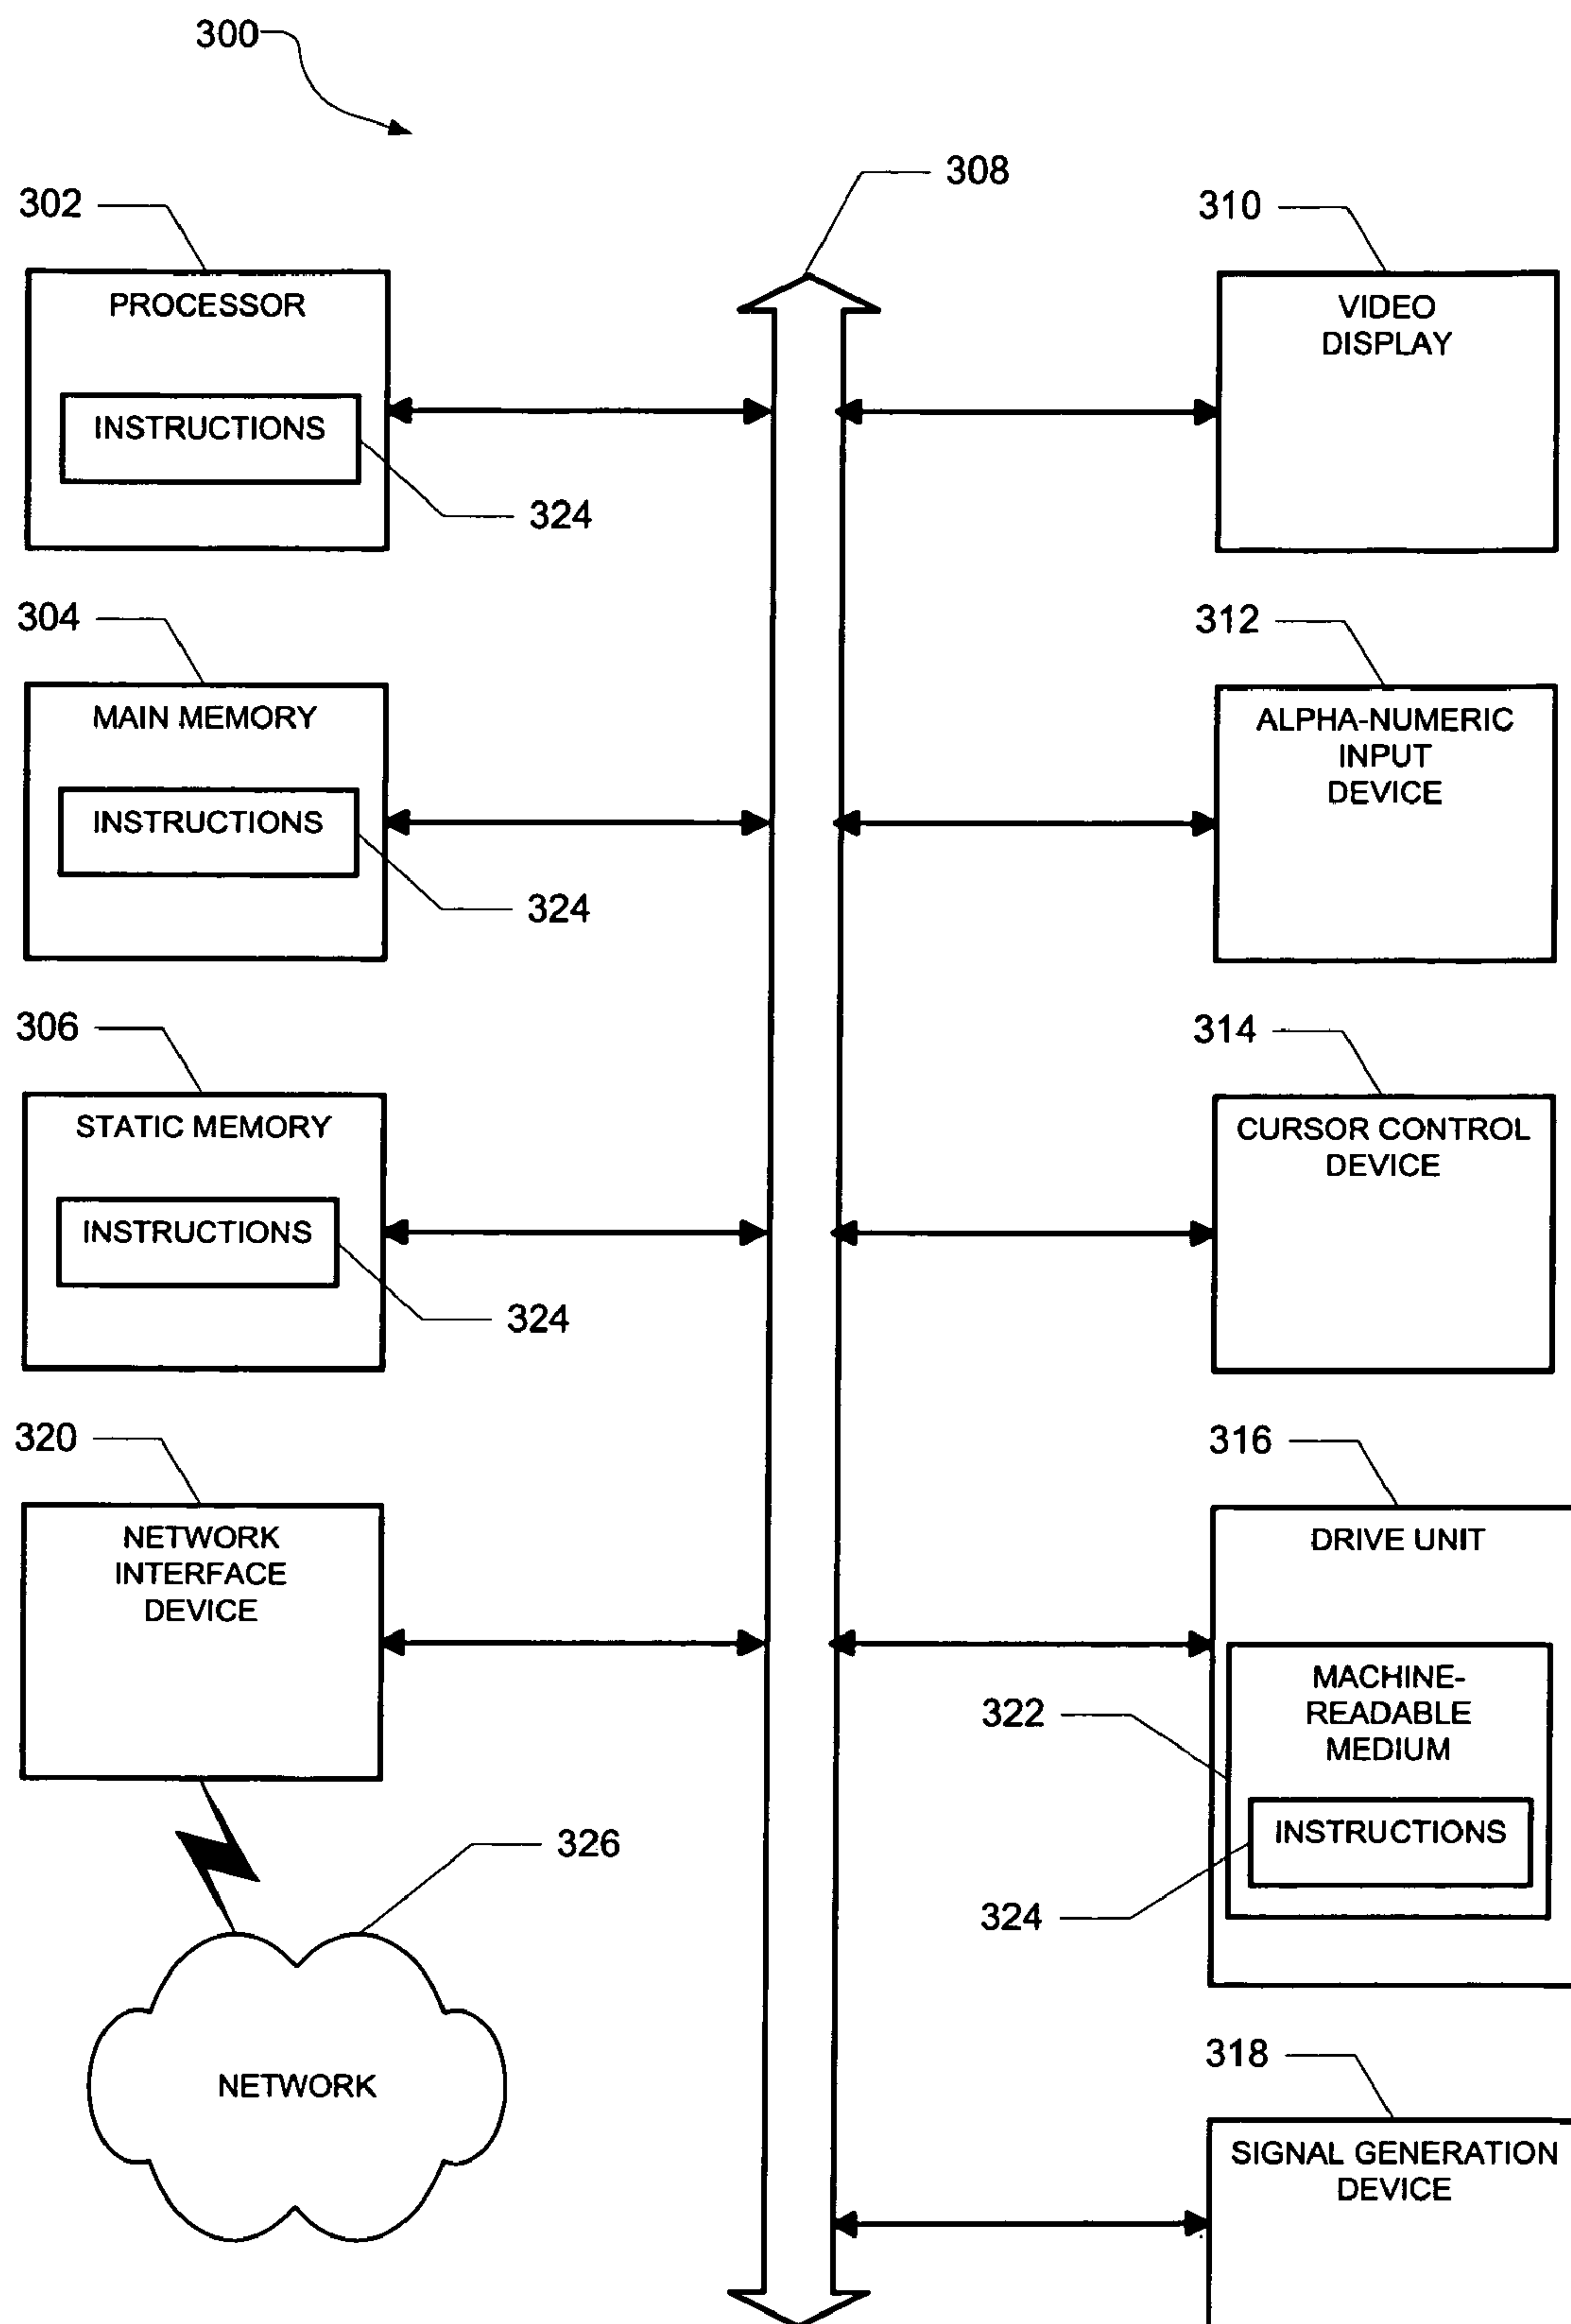 300
308
302
PROCESSOR
INSTRUCTIONS
324
310
VIDEO
DISPLAY
304
MAIN MEMORY
INSTRUCTIONS
324
312
ALPHA-NUMERIC
INPUT
DEVICE
306
STATIC MEMORY
INSTRUCTIONS
324
314
CURSOR CONTROL
DEVICE
320
NETWORK
INTERFACE
DEVICE
316
DRIVE UNIT
322
MACHINE-
READABLE
MEDIUM
INSTRUCTIONS
324
326
NETWORK
318
SIGNAL GENERATION
DEVICE